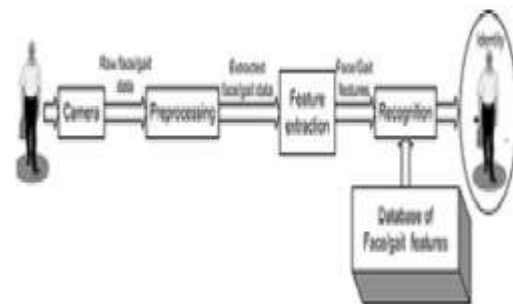 Raw face/gait
data
Extracted
face/gait data
Face/Gait
features
Identity
Camera
Preprocessing
Feature
extraction
Recognition
Database of
Face/gait features